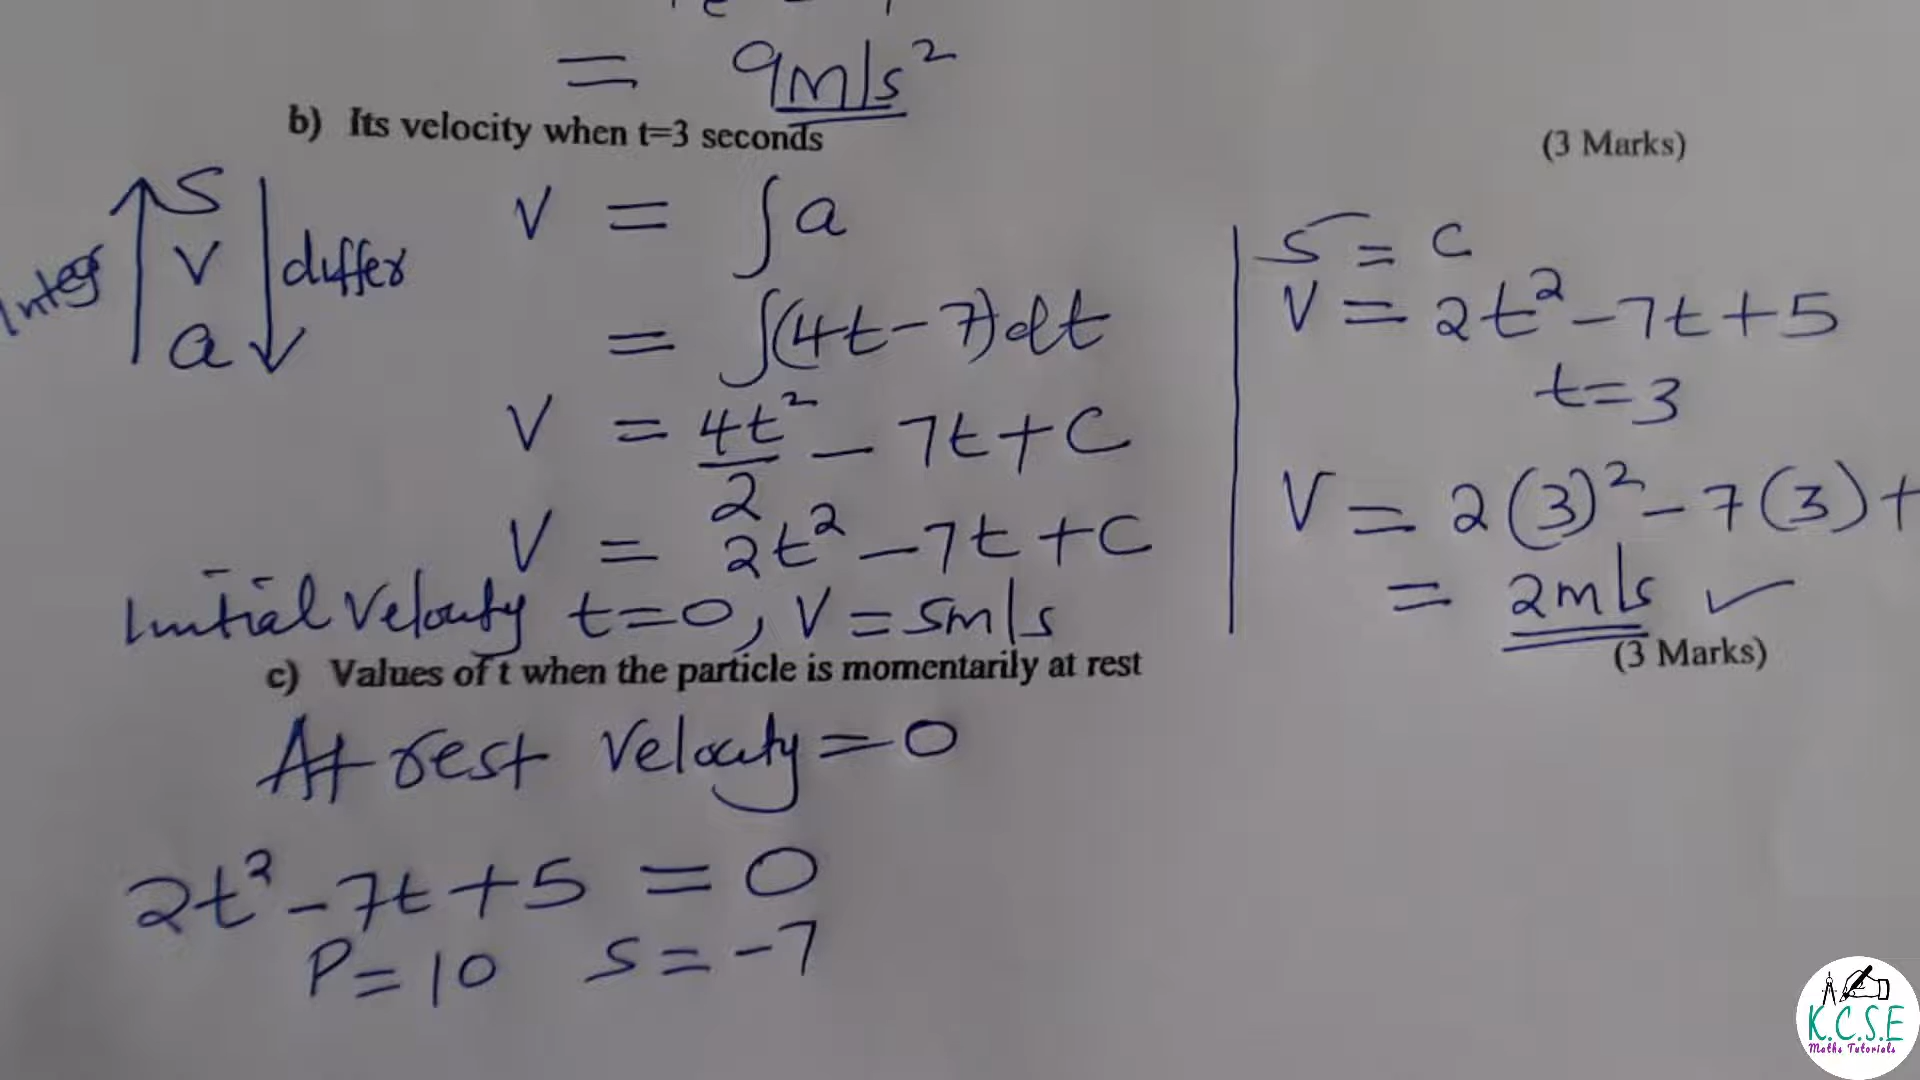 = 9m/s²
b) Its velocity when t=3 seconds
(3 Marks)
Integ
S
V
a
differ
V = ∫a
= ∫(4t-7)dt
V = 4t²/2 - 7t + C
V = 2t² - 7t + C
Initial Velocity t=0, V=5m/s
5 = C
V = 2t² - 7t + 5
t = 3
V = 2(3)² - 7(3) +
= 2m/s ✓
c) Values of t when the particle is momentarily at rest
(3 Marks)
At rest Velocity = 0
2t² - 7t + 5 = 0
P = 10 S = -7
K.C.S.E
Maths Tutorials